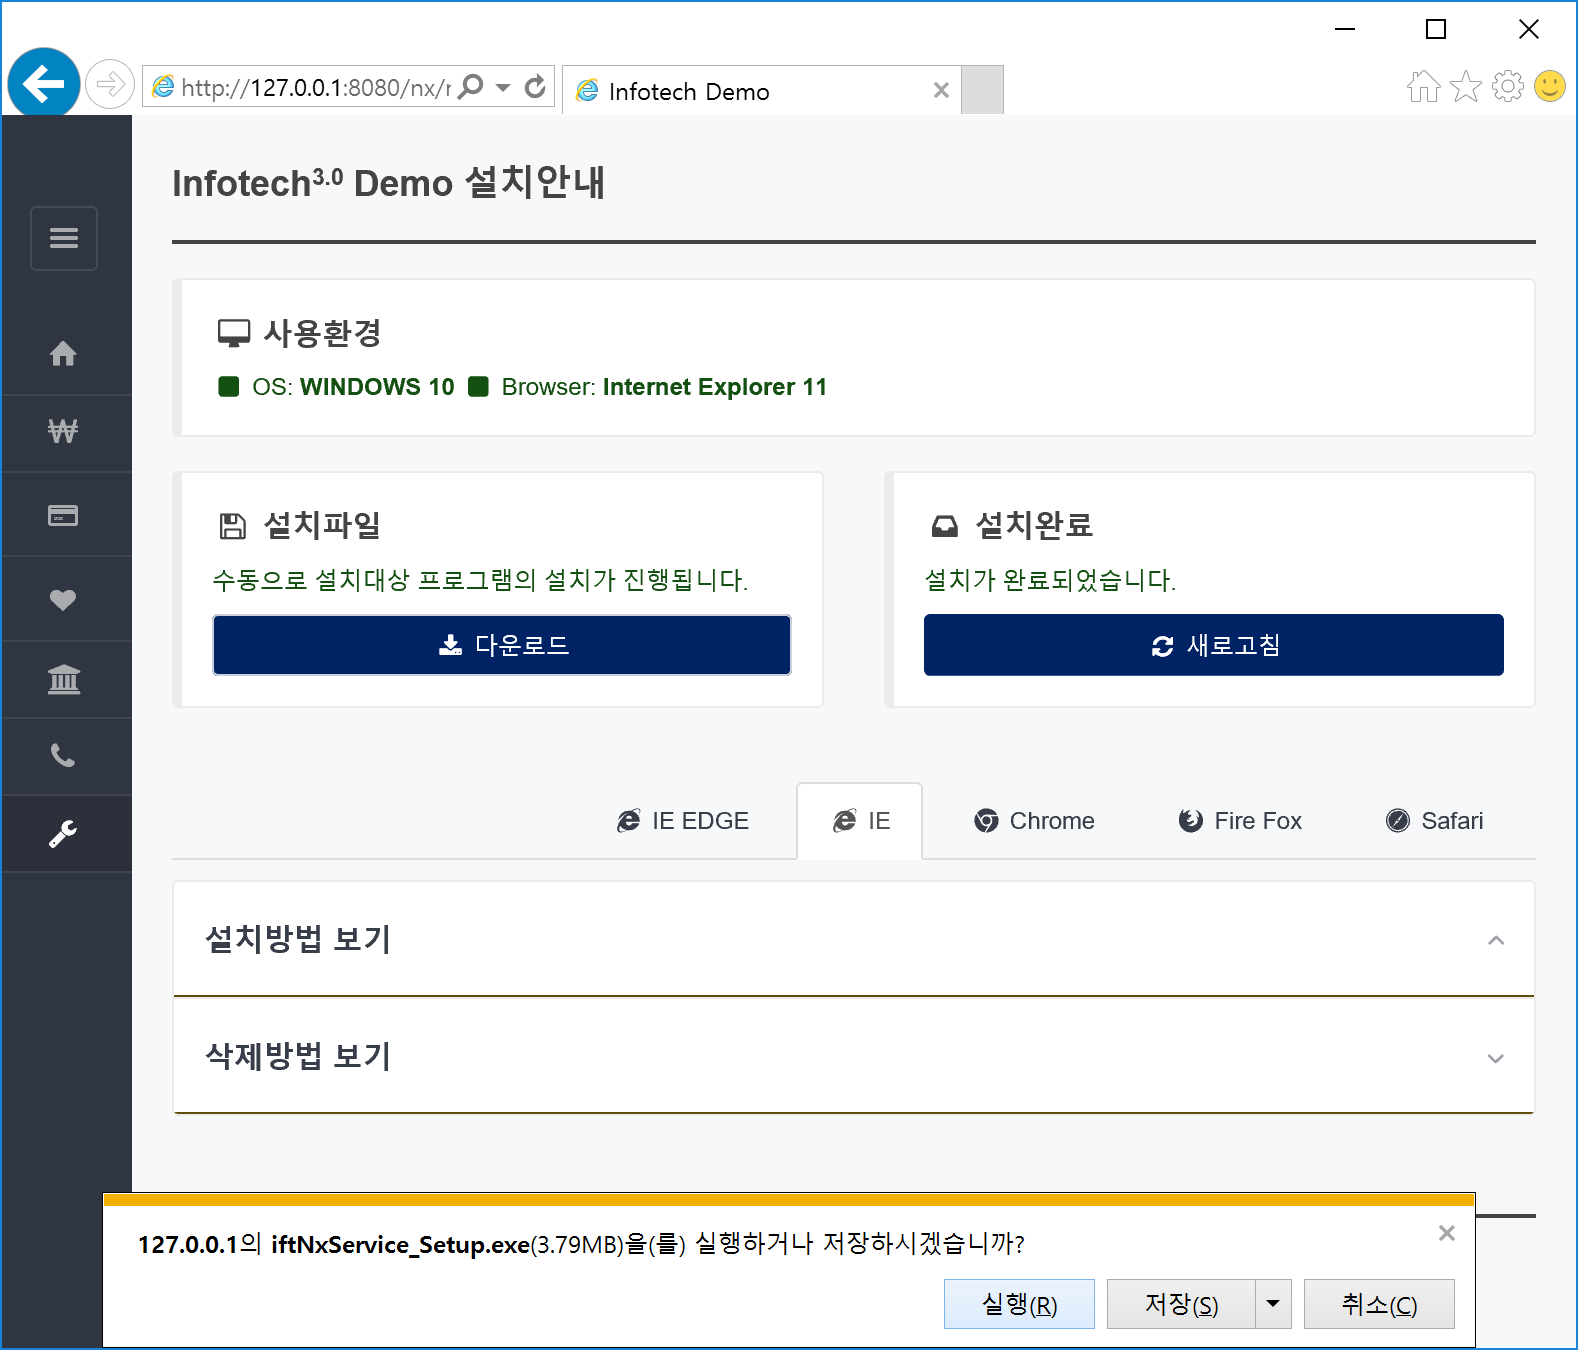 http://127.0.0.1:8080/nx/r
Infotech Demo
Infotech3.0 Demo 설치안내
사용환경
OS: WINDOWS 10 Browser: Internet Explorer 11
설치파일
수동으로 설치대상 프로그램의 설치가 진행됩니다.
다운로드
설치완료
설치가 완료되었습니다.
새로고침
IE EDGE
IE
Chrome
Fire Fox
Safari
설치방법 보기
삭제방법 보기
127.0.0.1의 iftNxService_Setup.exe(3.79MB)을(를) 실행하거나 저장하시겠습니까?
실행(R)
저장(S)
취소(C)